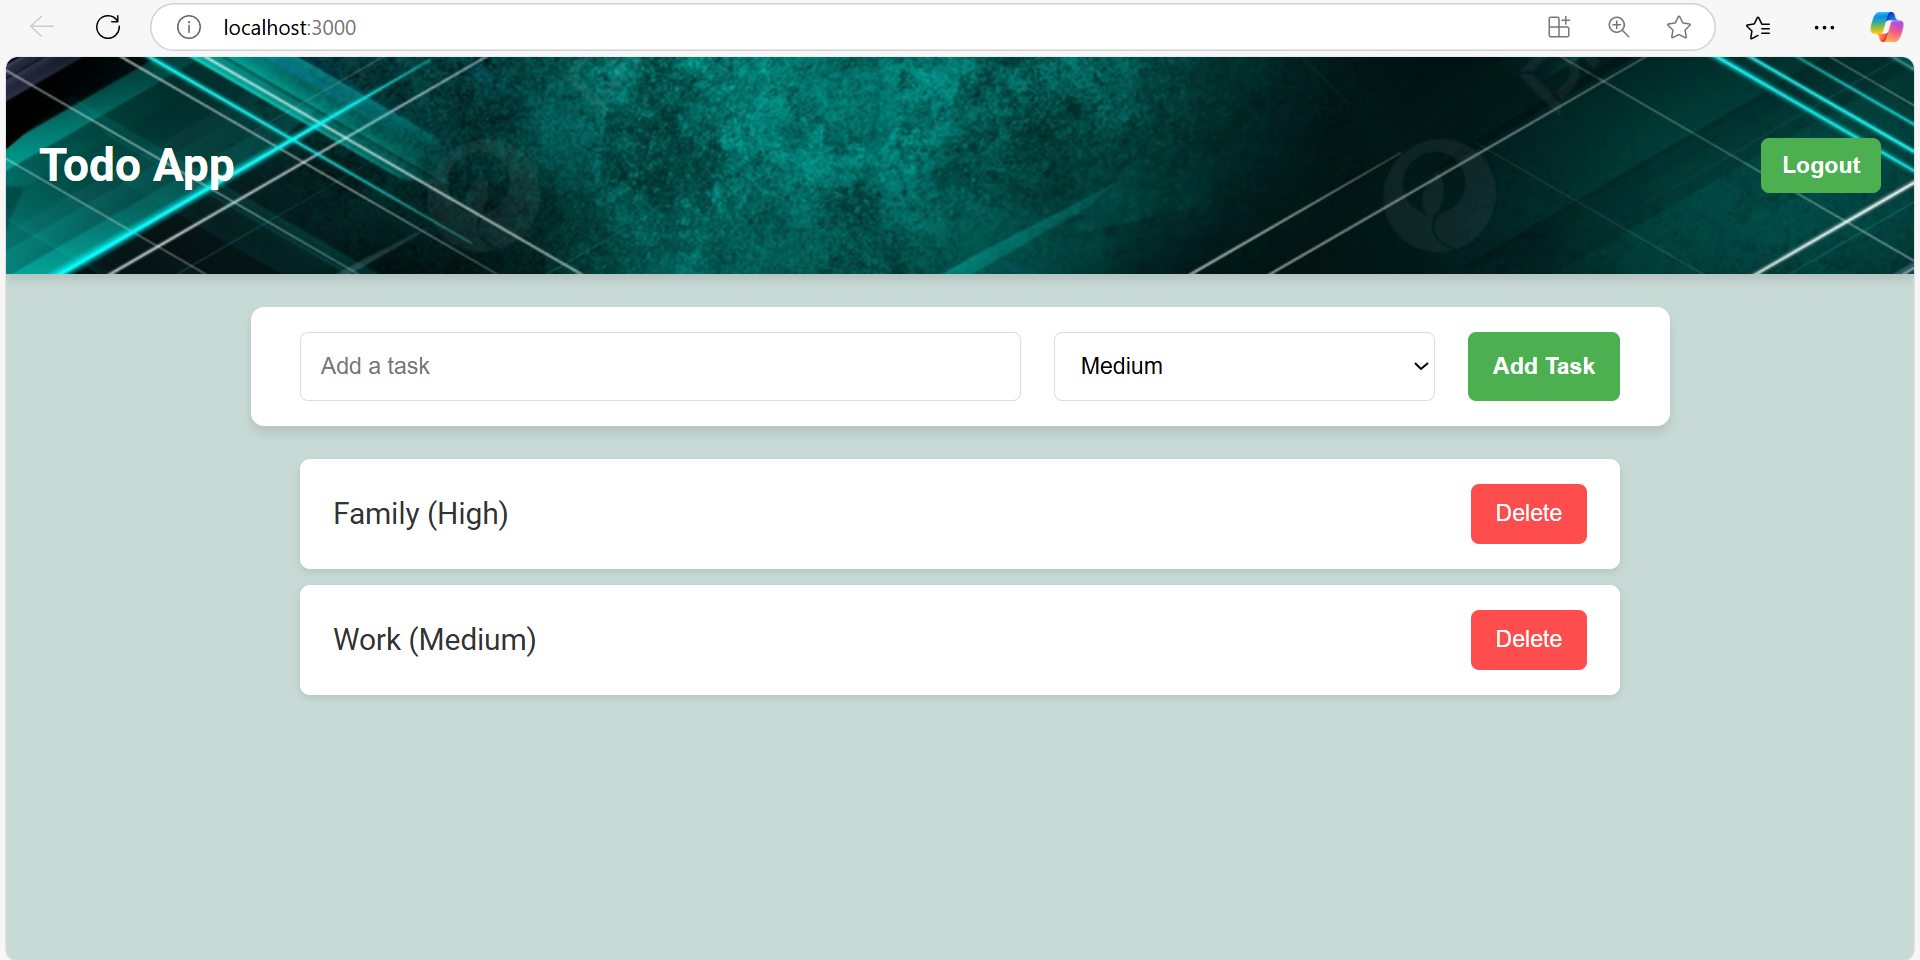 localhost:3000
Todo App
Logout
Add a task
Medium
Add Task
Family (High)
Delete
Work (Medium)
Delete